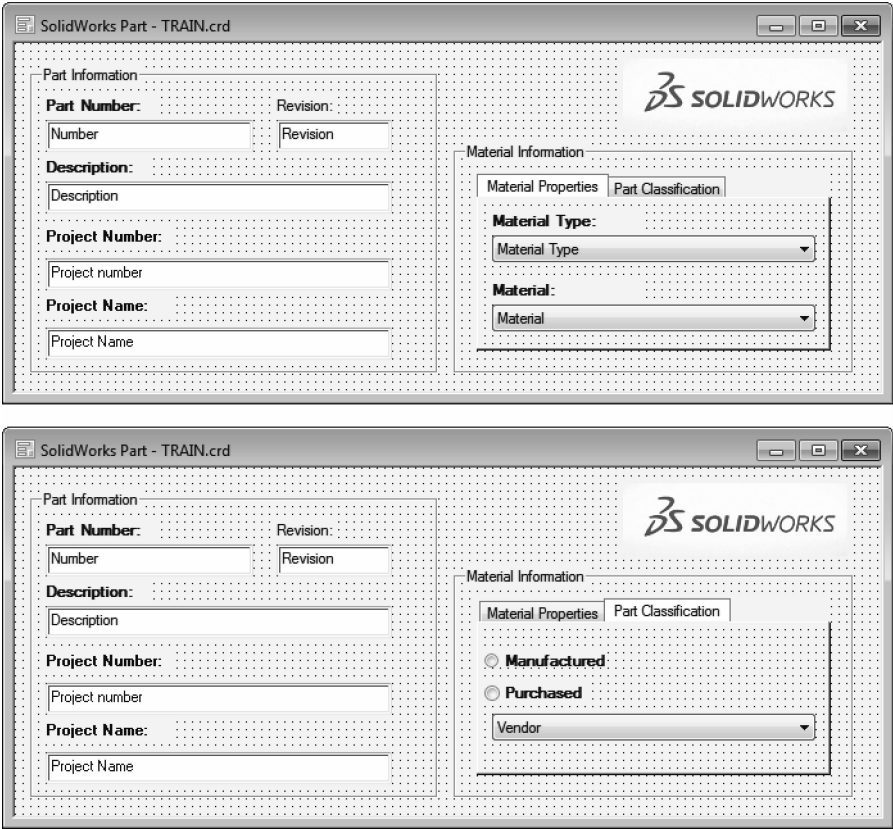 SolidWorks Part - TRAIN.crd
Part Information
Part Number:
Revision:
Number
Revision
Description:
Description
Project Number:
Project number
Project Name:
Project Name
SOLIDWORKS
Material Information
Material Properties
Part Classification
Material Type:
Material Type
Material:
Material
SolidWorks Part - TRAIN.crd
Part Information
Part Number:
Revision:
Number
Revision
Description:
Description
Project Number:
Project number
Project Name:
Project Name
SOLIDWORKS
Material Information
Material Properties
Part Classification
Manufactured
Purchased
Vendor